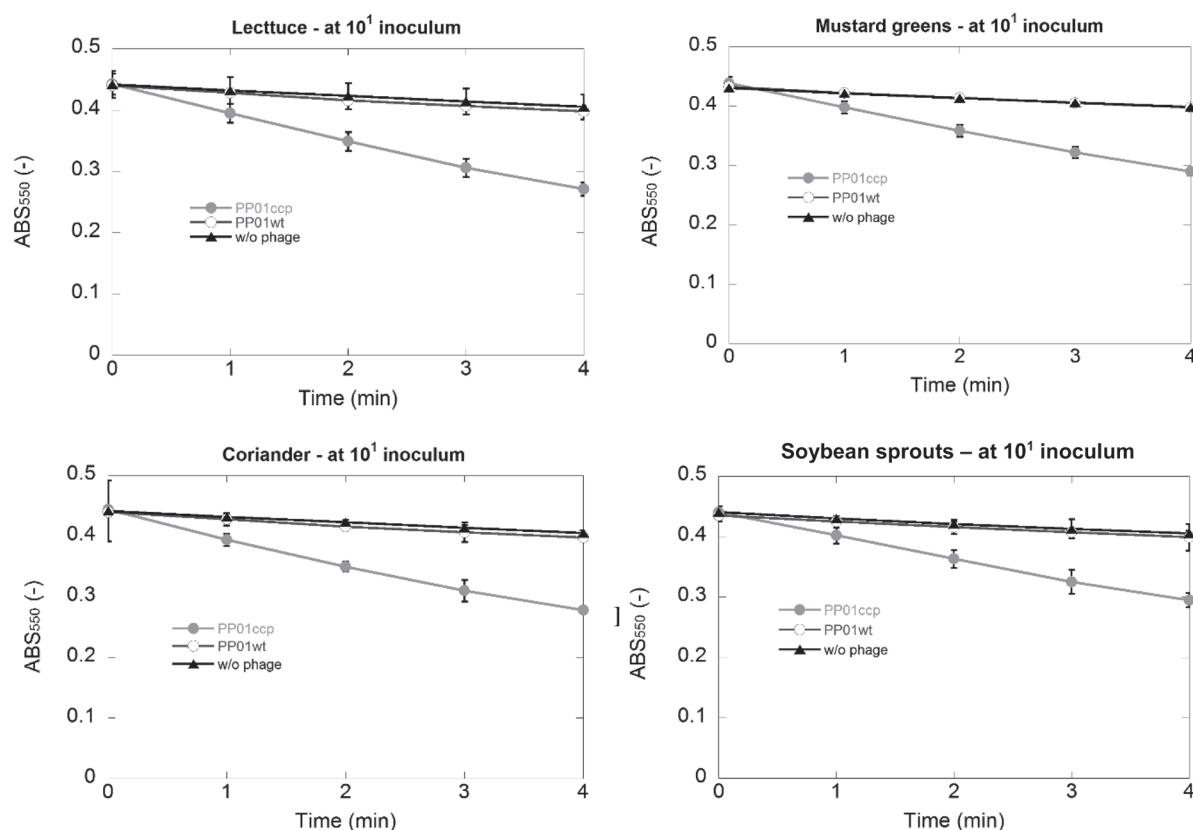 Lecttuce - at 10¹ inoculum
0.5
0.4
0.3
0.2
0.1
0
ABS₅₅₀ (-)
PP01ccp
PP01wt
w/o phage
0 1 2 3 4
Time (min)
Mustard greens - at 10¹ inoculum
0.5
0.4
0.3
0.2
0.1
0
ABS₅₅₀ (-)
PP01ccp
PP01wt
w/o phage
0 1 2 3 4
Time (min)
Coriander - at 10¹ inoculum
0.5
0.4
0.3
0.2
0.1
0
ABS₅₅₀ (-)
PP01ccp
PP01wt
w/o phage
0 1 2 3 4
Time (min)
]
Soybean sprouts – at 10¹ inoculum
0.5
0.4
0.3
0.2
0.1
0
ABS₅₅₀ (-)
PP01ccp
PP01wt
w/o phage
0 1 2 3 4
Time (min)